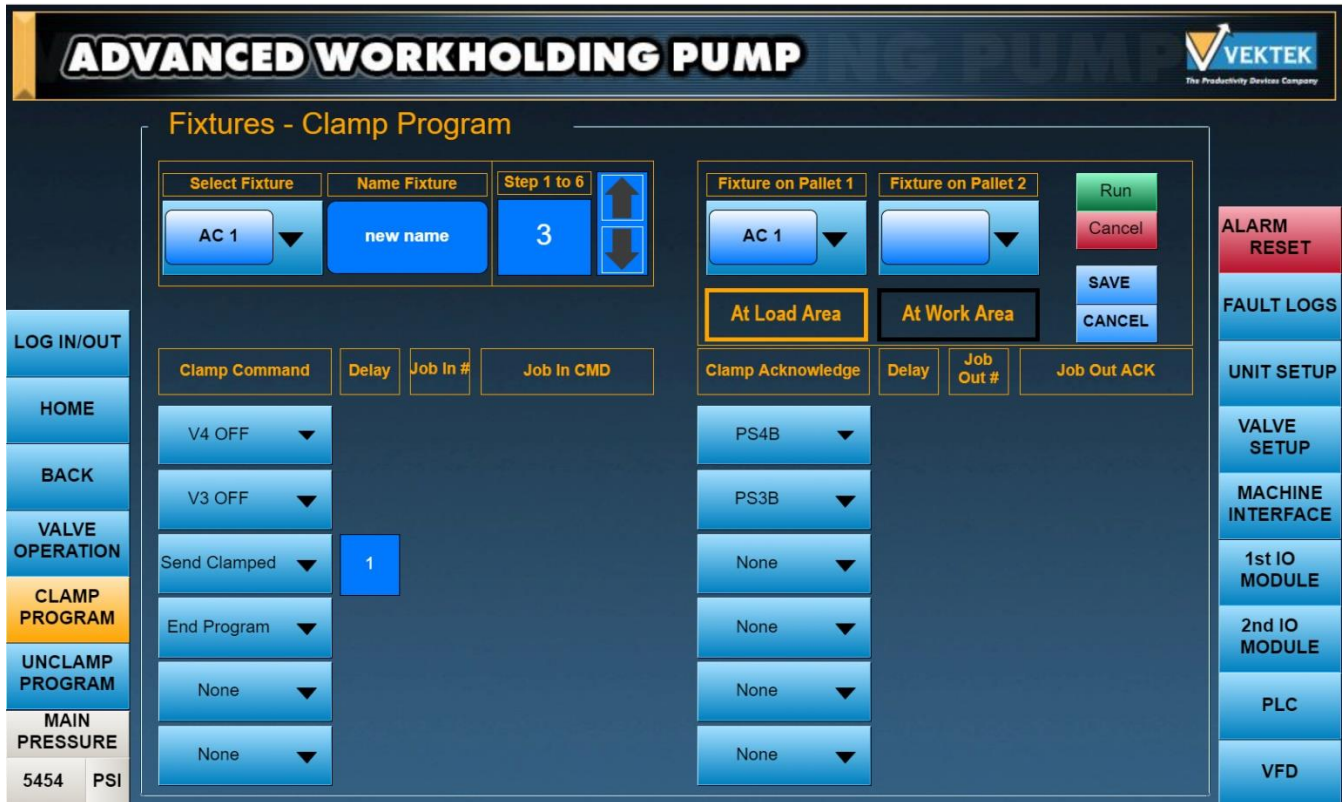 ADVANCED WORKHOLDING PUMP
VEKTEK
The Productivity Devices Company
Fixtures - Clamp Program
Select Fixture
Name Fixture
Step 1 to 6
AC 1
new name
3
Fixture on Pallet 1
Fixture on Pallet 2
AC 1
Run
Cancel
SAVE
CANCEL
At Load Area
At Work Area
Clamp Command
Delay
Job In #
Job In CMD
Clamp Acknowledge
Delay
Job
Out #
Job Out ACK
V4 OFF
PS4B
V3 OFF
PS3B
Send Clamped
1
None
End Program
None
None
None
None
None
LOG IN/OUT
HOME
BACK
VALVE
OPERATION
CLAMP
PROGRAM
UNCLAMP
PROGRAM
MAIN
PRESSURE
5454 PSI
ALARM
RESET
FAULT LOGS
UNIT SETUP
VALVE
SETUP
MACHINE
INTERFACE
1st IO
MODULE
2nd IO
MODULE
PLC
VFD